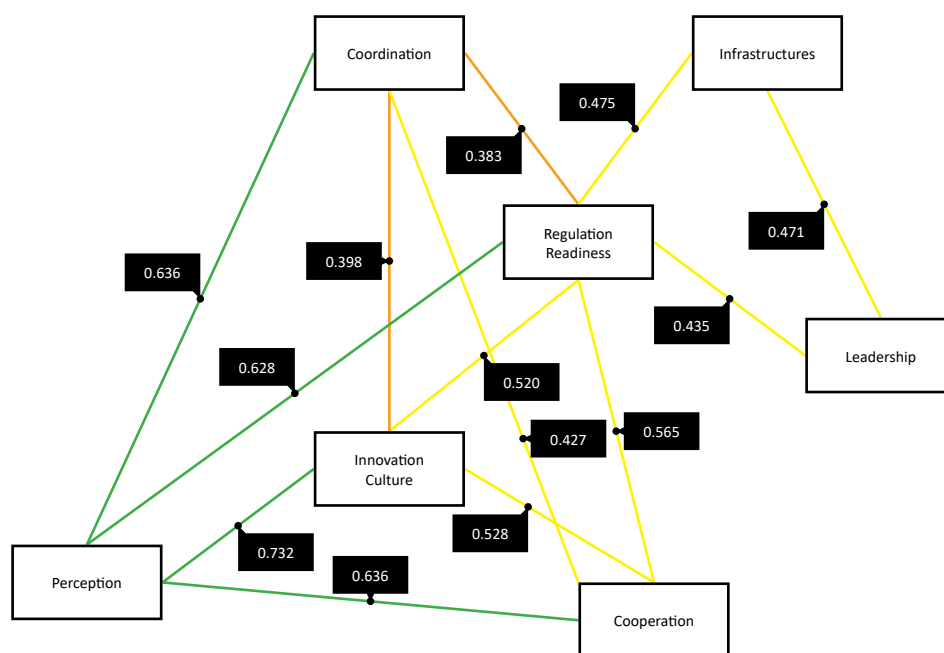 Coordination
Infrastructures
0.475
0.383
Regulation
Readiness
0.471
0.398
0.636
0.435
Leadership
0.628
0.520
0.427
0.565
Innovation
Culture
0.528
0.732
Perception
0.636
Cooperation